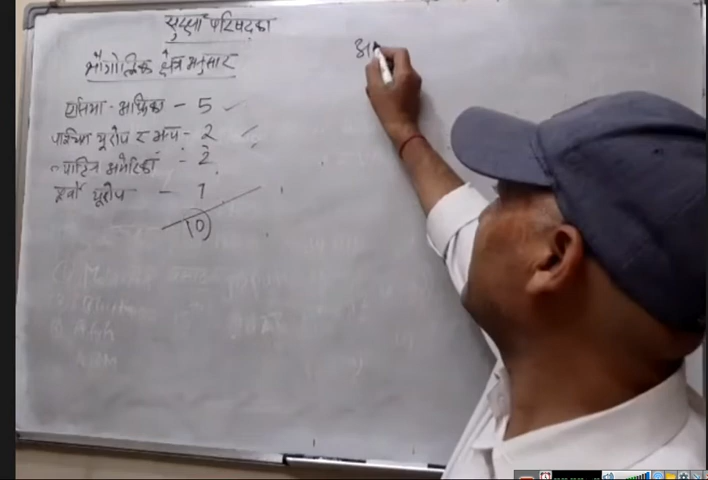 सुरक्षा परिषदका
भौगोलिक क्षेत्र अनुसार
एसिया - अफ्रिका - 5
पश्चिम यूरोप र अन्य - 2
ल्याटिन अमेरिका - 2
पूर्वी यूरोप - 1
10